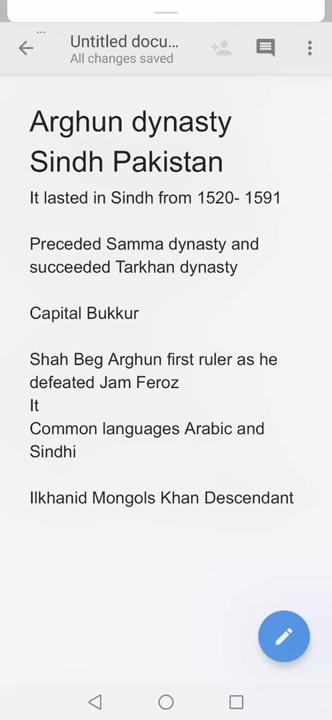 Untitled docu...
All changes saved
Arghun dynasty
Sindh Pakistan
It lasted in Sindh from 1520- 1591
Preceded Samma dynasty and
succeeded Tarkhan dynasty
Capital Bukkur
Shah Beg Arghun first ruler as he
defeated Jam Feroz
It
Common languages Arabic and
Sindhi
Ilkhanid Mongols Khan Descendant